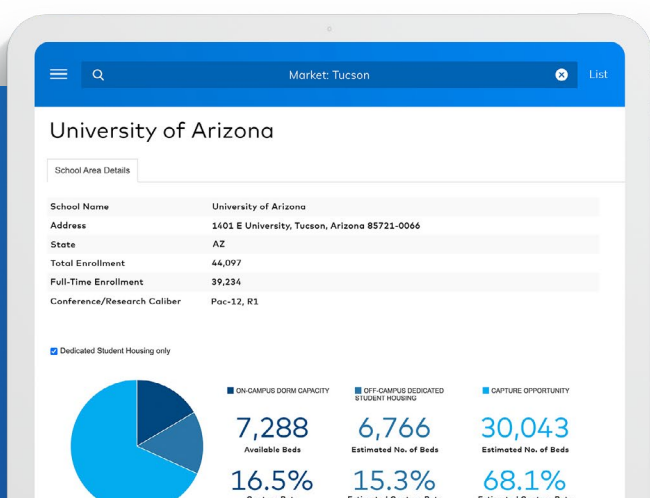 Market: Tucson
List
University of Arizona
School Area Details
School Name University of Arizona
Address 1401 E University, Tucson, Arizona 85721-0066
State AZ
Total Enrollment 44,097
Full-Time Enrollment 39,234
Conference/Research Caliber Pac-12, R1
Dedicated Student Housing only
ON-CAMPUS DORM CAPACITY
7,288
Available Beds
16.5%
OFF-CAMPUS DEDICATED
STUDENT HOUSING
6,766
Estimated No. of Beds
15.3%
CAPTURE OPPORTUNITY
30,043
Estimated No. of Beds
68.1%